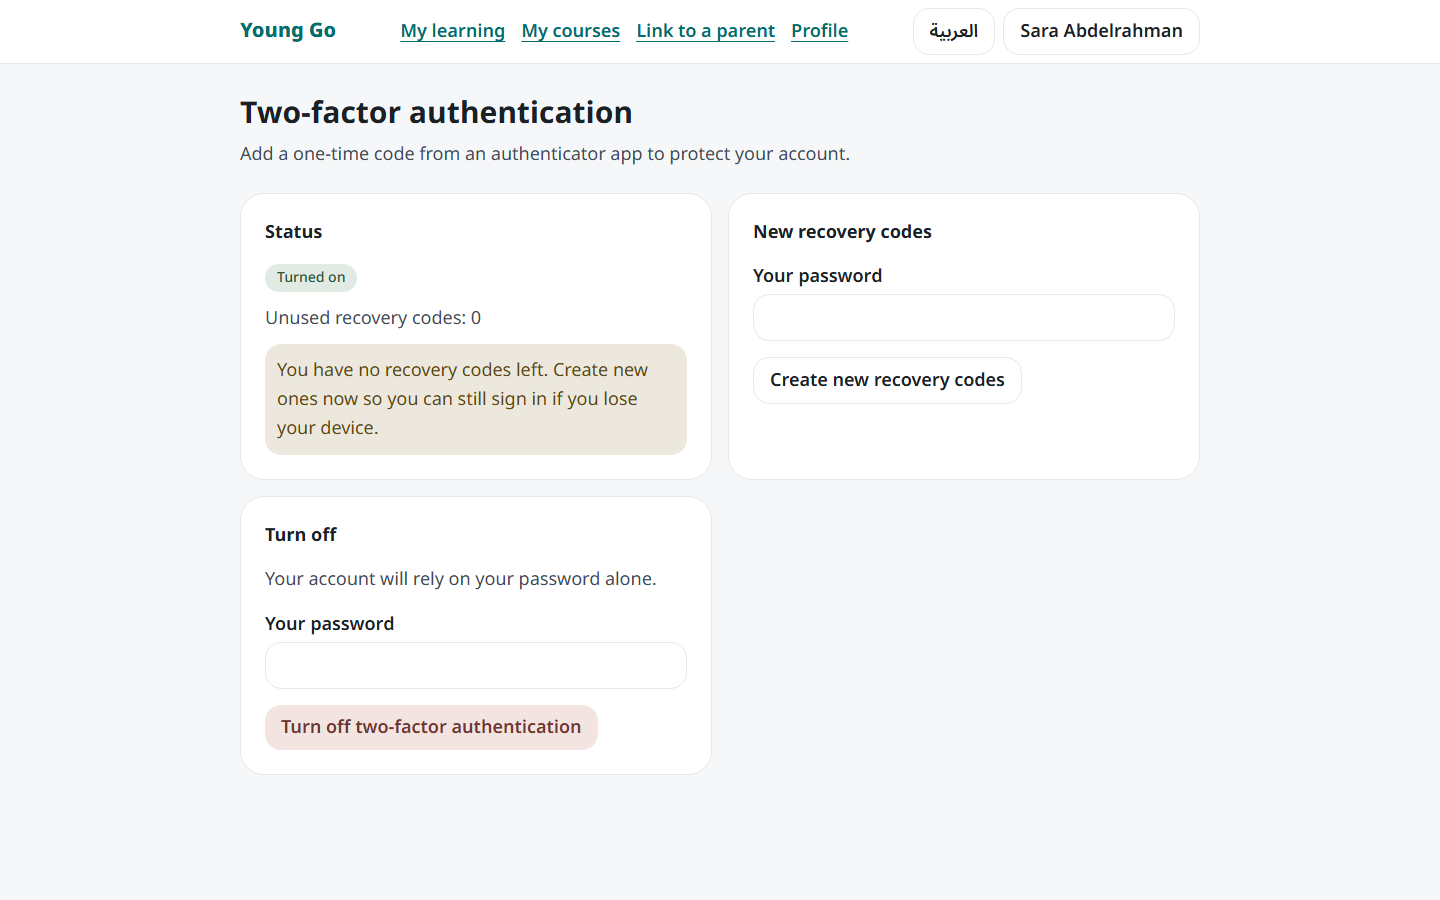 Young Go
My learning
My courses
Link to a parent
Profile
العربية
Sara Abdelrahman
Two-factor authentication
Add a one-time code from an authenticator app to protect your account.
Status
Turned on
Unused recovery codes: 0
You have no recovery codes left. Create new
ones now so you can still sign in if you lose
your device.
New recovery codes
Your password
Create new recovery codes
Turn off
Your account will rely on your password alone.
Your password
Turn off two-factor authentication